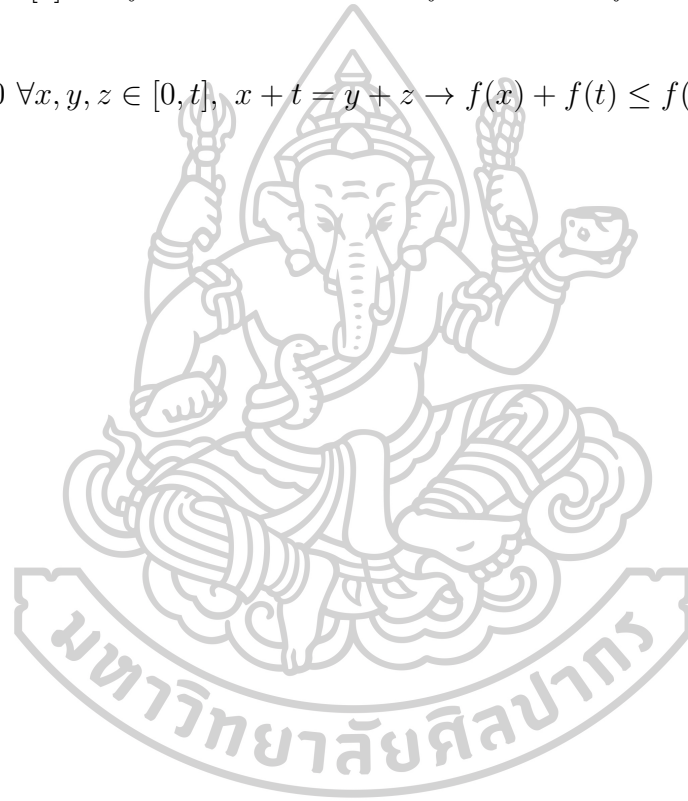 ∀x, y, z ∈ [0, t], x + t = y + z → f(x) + f(t) ≤ f(
มหาวิทยาลัยศิลปากร